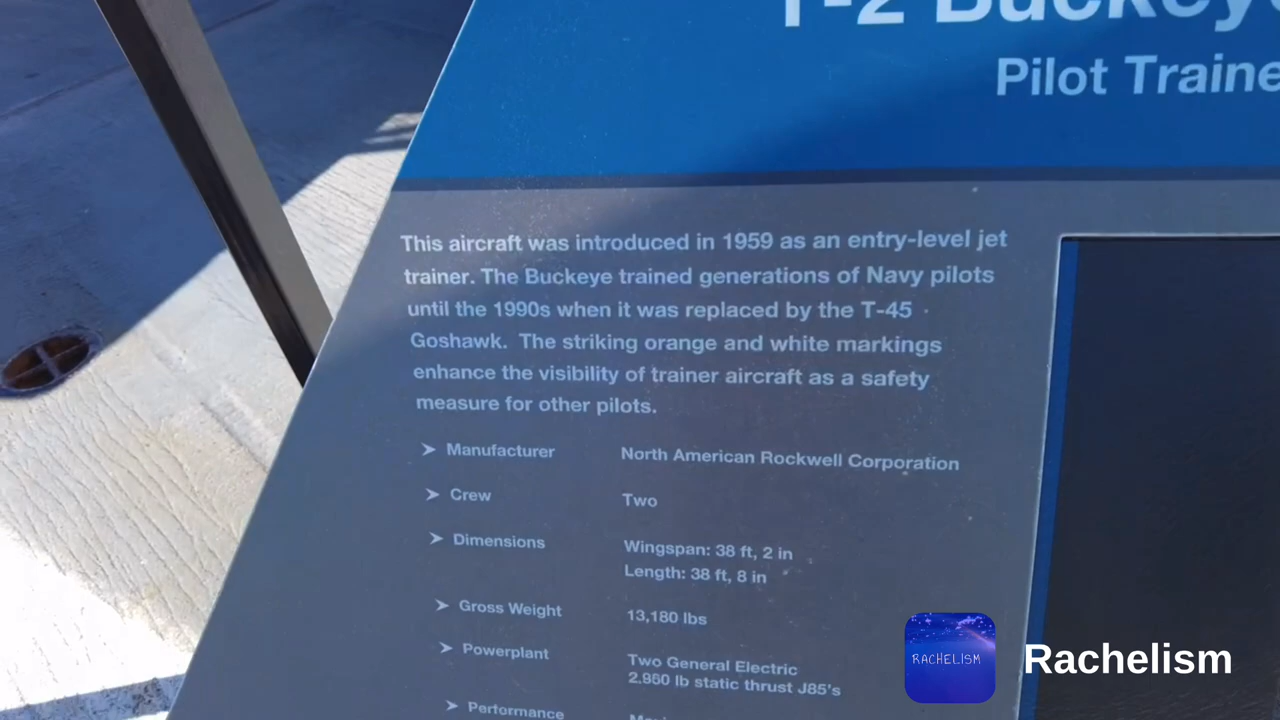 T-2 Buckeye
Pilot Traine
This aircraft was introduced in 1959 as an entry-level jet
trainer. The Buckeye trained generations of Navy pilots
until the 1990s when it was replaced by the T-45
Goshawk. The striking orange and white markings
enhance the visibility of trainer aircraft as a safety
measure for other pilots.
➤ Manufacturer North American Rockwell Corporation
➤ Crew Two
➤ Dimensions Wingspan: 38 ft, 2 in
Length: 38 ft, 8 in
➤ Gross Weight 13,180 lbs
➤ Powerplant Two General Electric
2.950 lb static thrust J85's
➤ Performance
RACHELISM
Rachelism